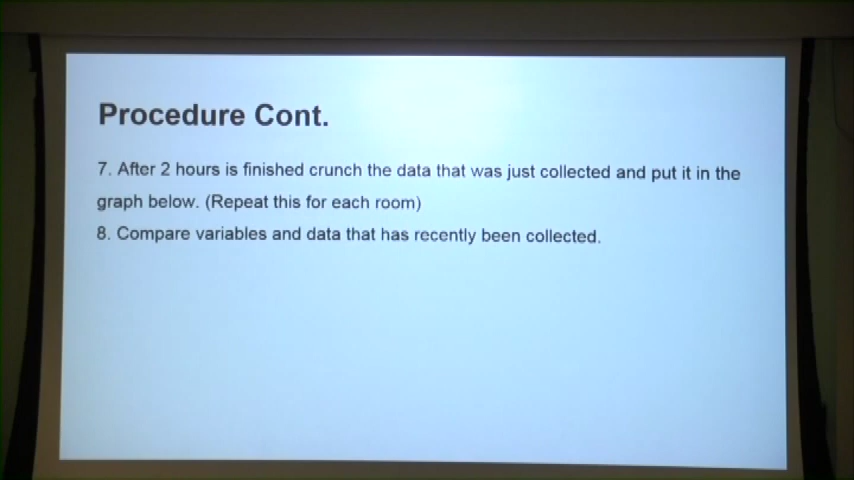 Procedure Cont.
7. After 2 hours is finished crunch the data that was just collected and put it in the
graph below. (Repeat this for each room)
8. Compare variables and data that has recently been collected.